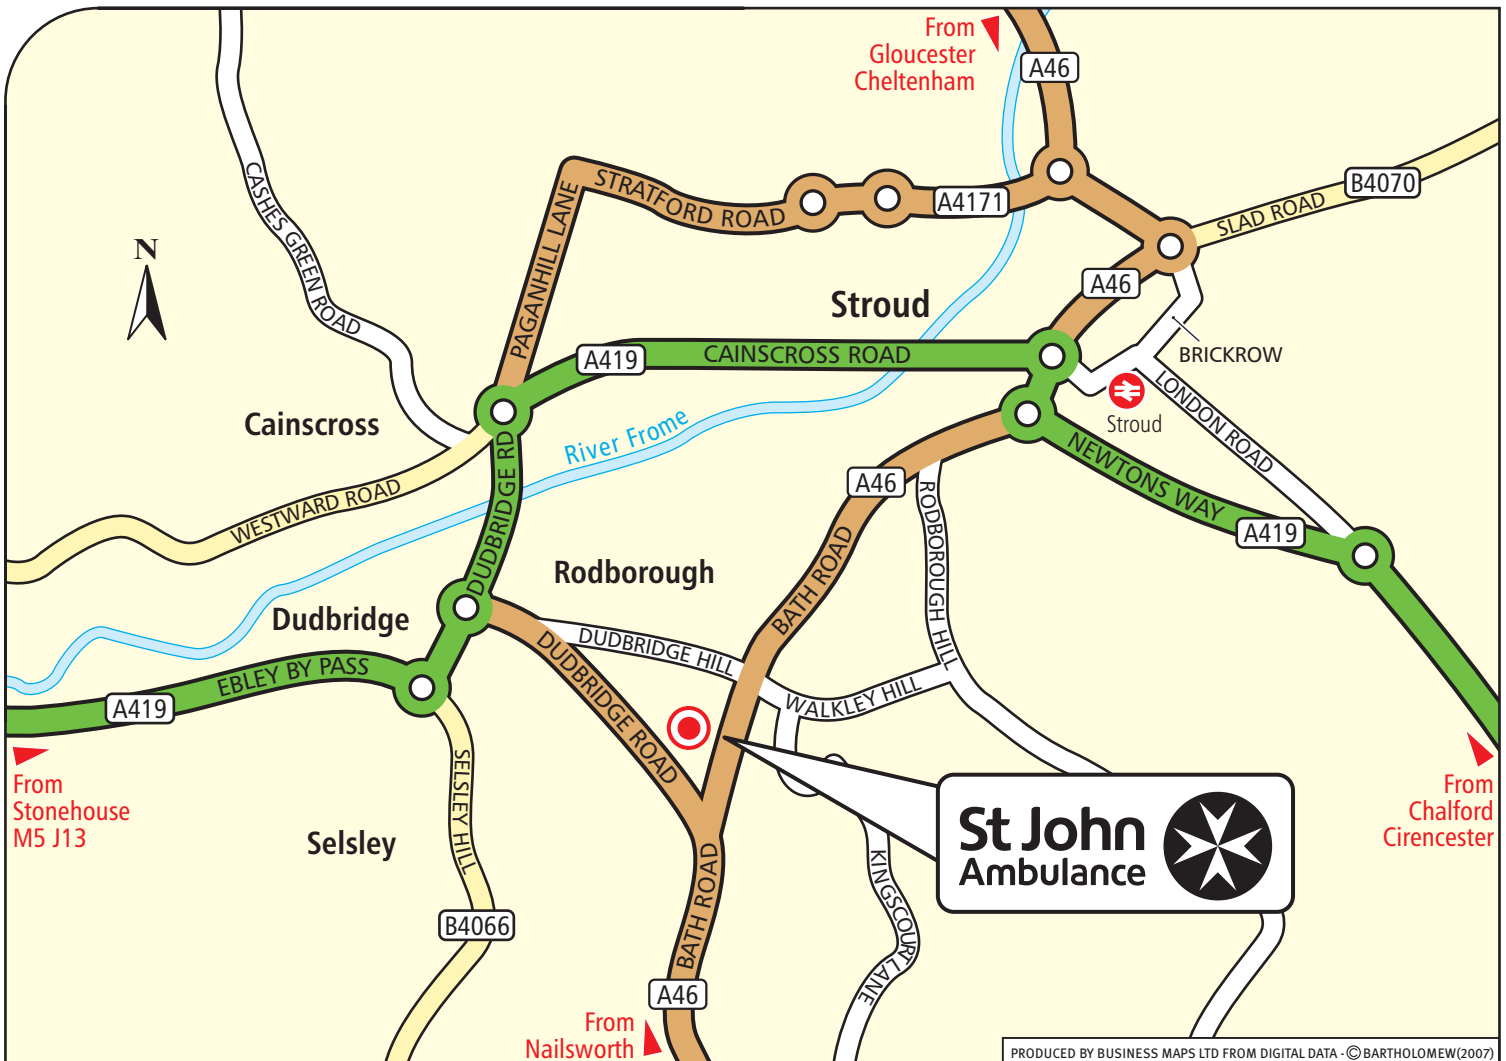 From
Gloucester
Cheltenham
A46
B4070
SLAD ROAD
STRATFORD ROAD
A4171
PAGANHILL LANE
CASHES GREEN ROAD
N
A46
Stroud
BRICKROW
A419
CAINSCROSS ROAD
Stroud
LONDON ROAD
Cainscross
River Frome
DUDBRIDGE RD
WESTWARD ROAD
A46
NEWTONS WAY
A419
RODBOROUGH HILL
BATH ROAD
Rodborough
Dudbridge
DUDBRIDGE HILL
DUDBRIDGE ROAD
WALKLEY HILL
EBLEY BY PASS
A419
From
Stonehouse
M5 J13
SELSLEY HILL
Selsley
B4066
BATH ROAD
KINGSCOURT LANE
St John
Ambulance
From
Chalford
Cirencester
A46
From
Nailsworth
PRODUCED BY BUSINESS MAPS LTD FROM DIGITAL DATA - © BARTHOLOMEW(2007)